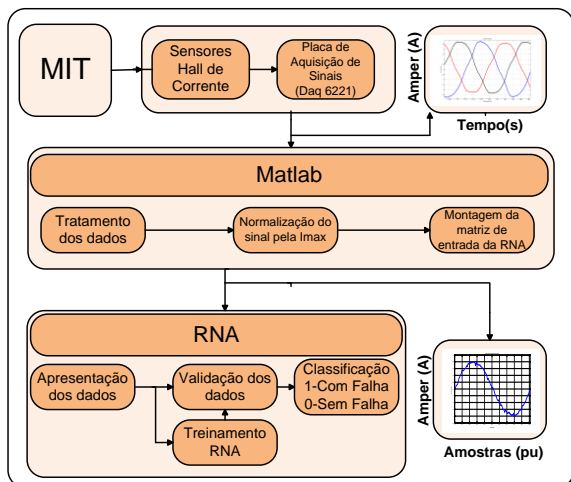 MIT
Sensores
Hall de
Corrente
Placa de
Aquisição de
Sinais
(Daq 6221)
Amper (A)
Tempo(s)
Matlab
Tratamento
dos dados
Normalização do
sinal pela Imax
Montagem da
matriz de
entrada da RNA
RNA
Apresentação
dos dados
Validação dos
dados
Classificação
1-Com Falha
0-Sem Falha
Treinamento
RNA
Amper (A)
Amostras (pu)